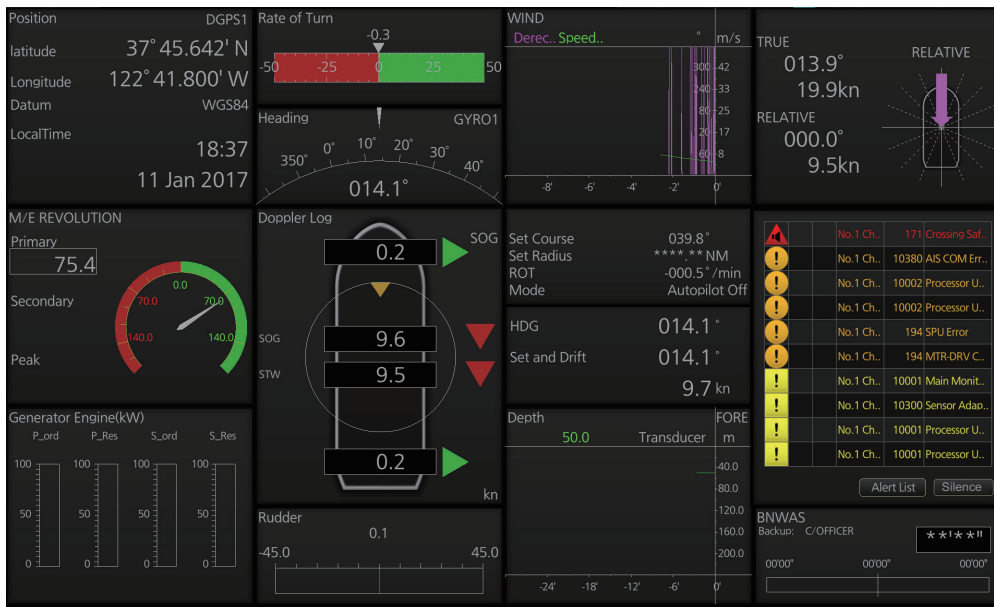 Position DGPS1
latitude 37°45.642' N
Longitude 122°41.800' W
Datum WGS84
LocalTime
18:37
11 Jan 2017
Rate of Turn
-0.3
-50 -25 0 25 50
Heading GYRO1
350° 0° 10° 20° 30° 40°
014.1°
WIND
Derec.. Speed.. ° m/s
300 42
240 33
80 25
20 17
60 8
-8' -6' -4' -2' 0'
TRUE
013.9°
19.9kn
RELATIVE
000.0°
9.5kn
RELATIVE
M/E REVOLUTION
Primary
75.4
Secondary
Peak
0.0
70.0 70.0
140.0 140.0
Doppler Log
SOG
0.2
SOG 9.6
STW 9.5
0.2
kn
Set Course 039.8°
Set Radius ****.** NM
ROT -000.5°/min
Mode Autopilot Off
HDG 014.1°
Set and Drift 014.1°
9.7 kn
No.1 Ch.. 171 Crossing Saf..
No.1 Ch.. 10380 AIS COM Err..
No.1 Ch.. 10002 Processor U..
No.1 Ch.. 10002 Processor U..
No.1 Ch.. 194 SPU Error
No.1 Ch.. 194 MTR-DRV C..
No.1 Ch.. 10001 Main Monit..
No.1 Ch.. 10300 Sensor Adap..
No.1 Ch.. 10001 Processor U..
No.1 Ch.. 10001 Processor U..
Alert List Silence
Generator Engine(kW)
P_ord P_Res S_ord S_Res
100 100 100 100
50 50 50 50
0 0 0 0
Rudder
0.1
-45.0 45.0
Depth FORE
50.0 Transducer m
40.0
80.0
120.0
160.0
200.0
-24' -18' -12' -6' 0'
BNWAS
Backup: C/OFFICER
**'**"
00'00" 00'00" 00'00"